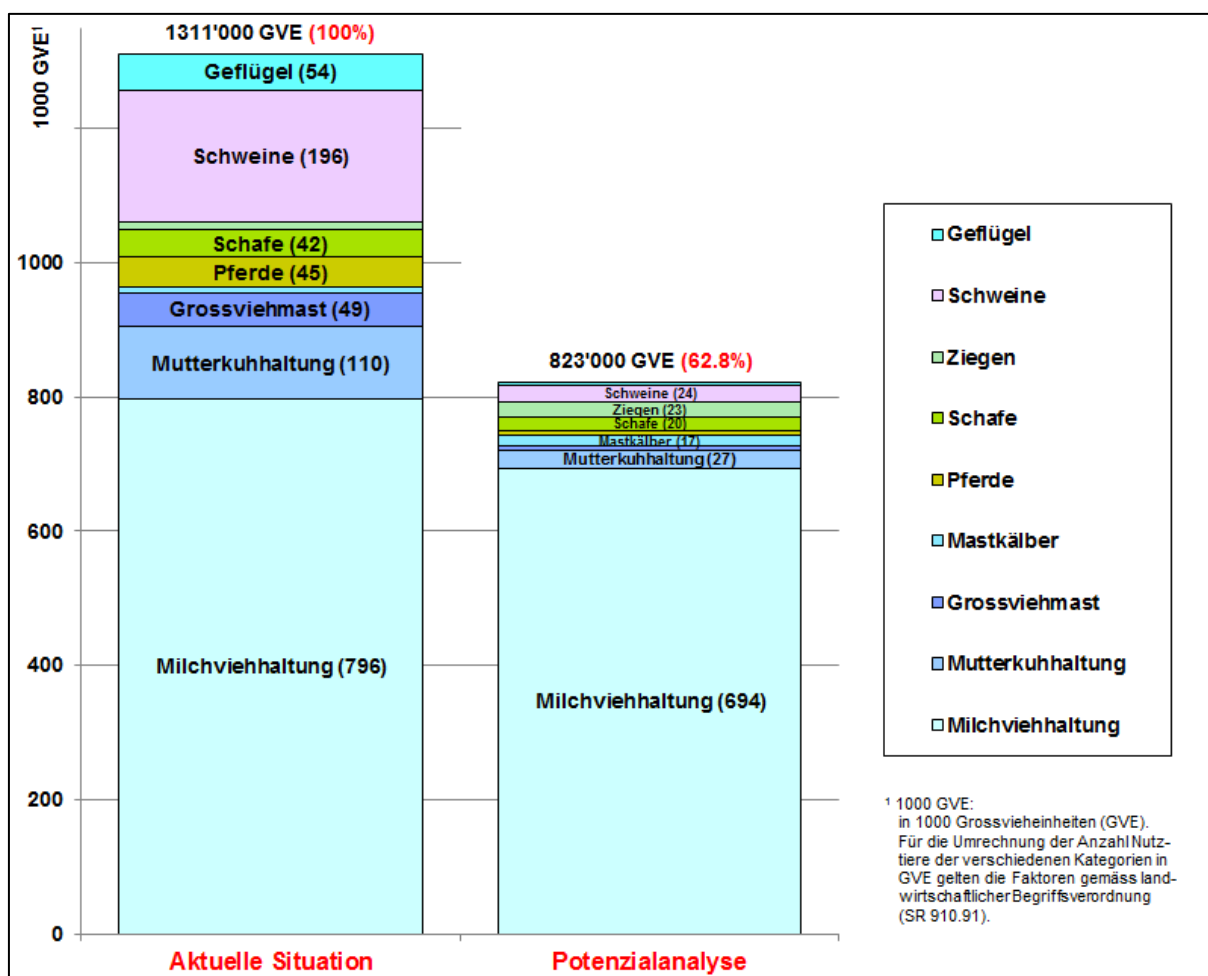 1000 GVE¹
1311'000 GVE (100%)
Geflügel (54)
Schweine (196)
Schafe (42)
Pferde (45)
Grossviehmast (49)
Mutterkuhhaltung (110)
Milchviehhaltung (796)
823'000 GVE (62.8%)
Schweine (24)
Ziegen (23)
Schafe (20)
Mastkälber (17)
Mutterkuhhaltung (27)
Milchviehhaltung (694)
1000
800
600
400
200
0
Aktuelle Situation
Potenzialanalyse
Geflügel
Schweine
Ziegen
Schafe
Pferde
Mastkälber
Grossviehmast
Mutterkuhhaltung
Milchviehhaltung
¹ 1000 GVE:
in 1000 Grossvieheinheiten (GVE).
Für die Umrechnung der Anzahl Nutz-
tiere der verschiedenen Kategorien in
GVE gelten die Faktoren gemäss land-
wirtschaftlicher Begriffsverordnung
(SR 910.91).